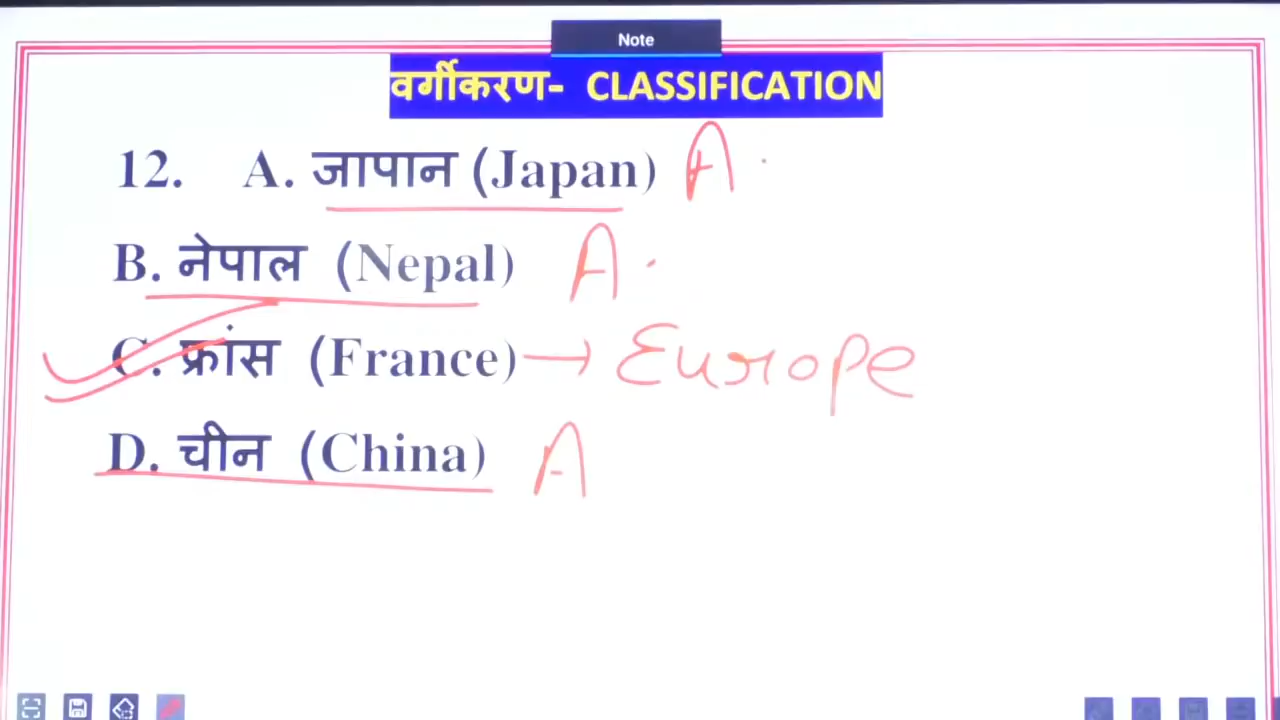 Note
वर्गीकरण- CLASSIFICATION
12. A. जापान (Japan) A
B. नेपाल (Nepal) A
C. फ्रांस (France) → Europe
D. चीन (China) A